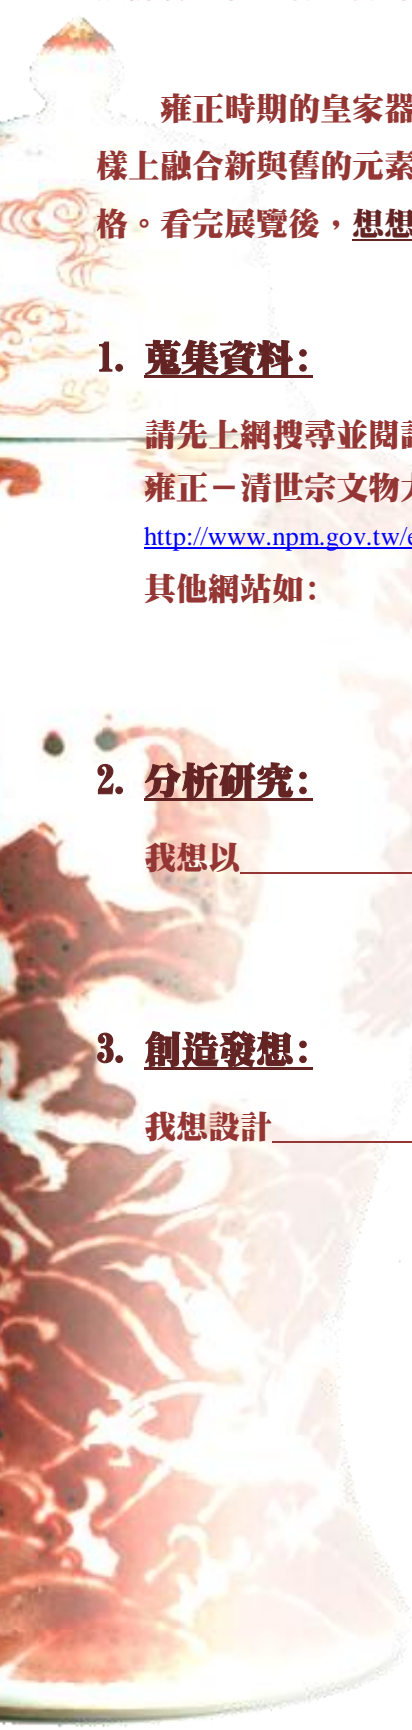 雍正時期的皇家器
樣上融合新與舊的元素
格。看完展覽後，想想
1. 蒐集資料：
請先上網搜尋並閱讀
雍正－清世宗文物大
http://www.npm.gov.tw/e
其他網站如：
2. 分析研究：
我想以
3. 創造發想：
我想設計